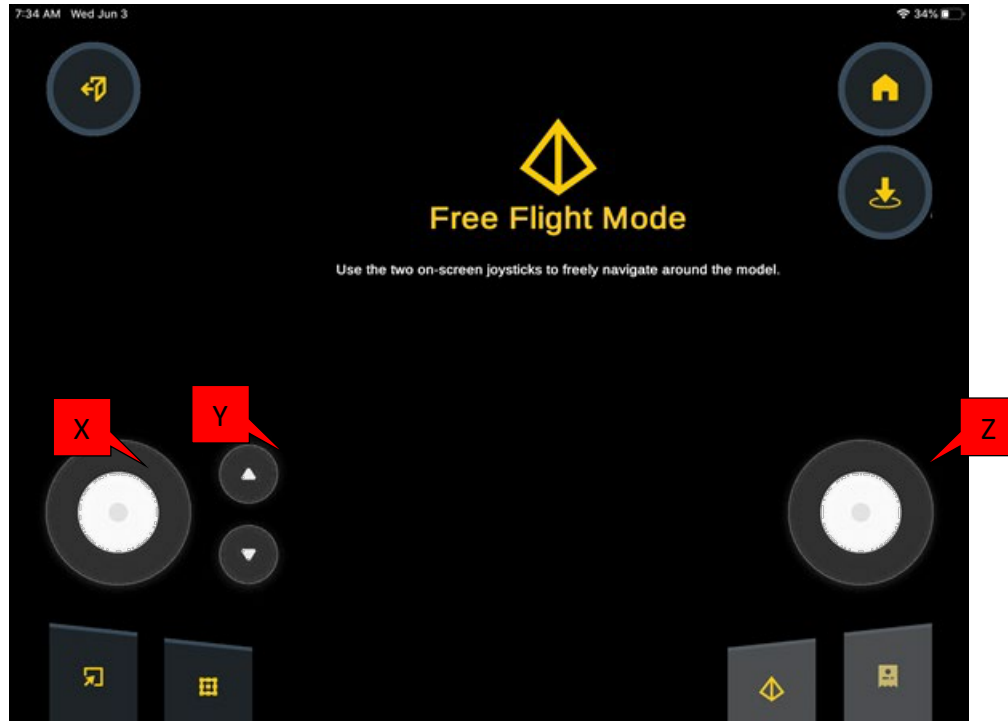 7:34 AM Wed Jun 3
34%
Free Flight Mode
Use the two on-screen joysticks to freely navigate around the model.
X
Y
Z